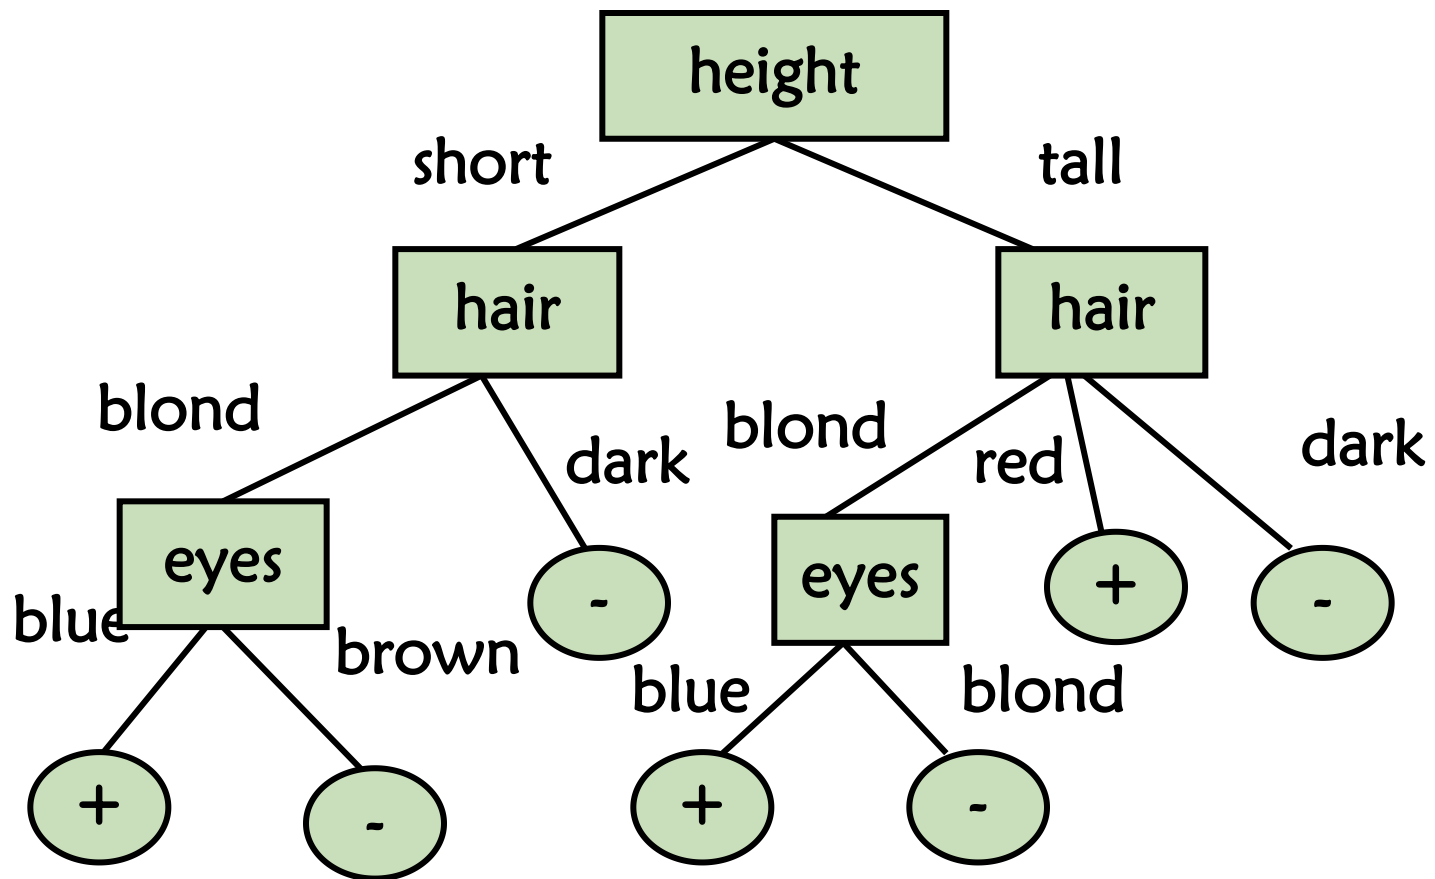 height
short
tall
hair
hair
blond
dark
blond
red
dark
eyes
-
eyes
+
-
blue
brown
blue
blond
+
-
+
-